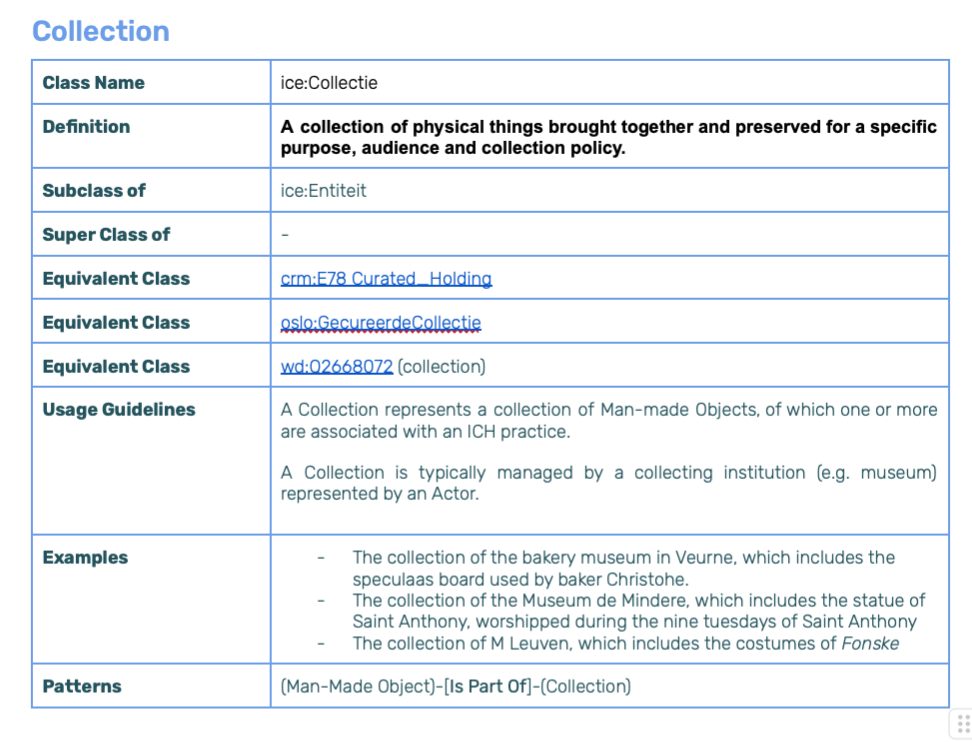 Collection
Class Name
ice:Collectie
Definition
A collection of physical things brought together and preserved for a specific
purpose, audience and collection policy.
Subclass of
ice:Entiteit
Super Class of
-
Equivalent Class
crm:E78 Curated_Holding
Equivalent Class
oslo:GecureerdeCollectie
Equivalent Class
wd:Q2668072 (collection)
Usage Guidelines
A Collection represents a collection of Man-made Objects, of which one or more
are associated with an ICH practice.
A Collection is typically managed by a collecting institution (e.g. museum)
represented by an Actor.
Examples
- The collection of the bakery museum in Veurne, which includes the
speculaas board used by baker Christohe.
- The collection of the Museum de Mindere, which includes the statue of
Saint Anthony, worshipped during the nine tuesdays of Saint Anthony
- The collection of M Leuven, which includes the costumes of Fonske
Patterns
(Man-Made Object)-[Is Part Of]-(Collection)